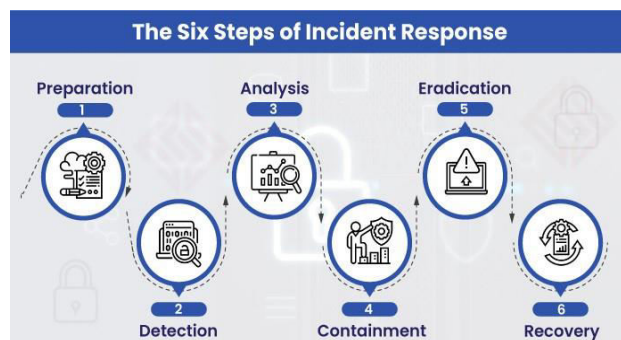 The Six Steps of Incident Response
Preparation
1
2
Detection
Analysis
3
4
Containment
Eradication
5
6
Recovery